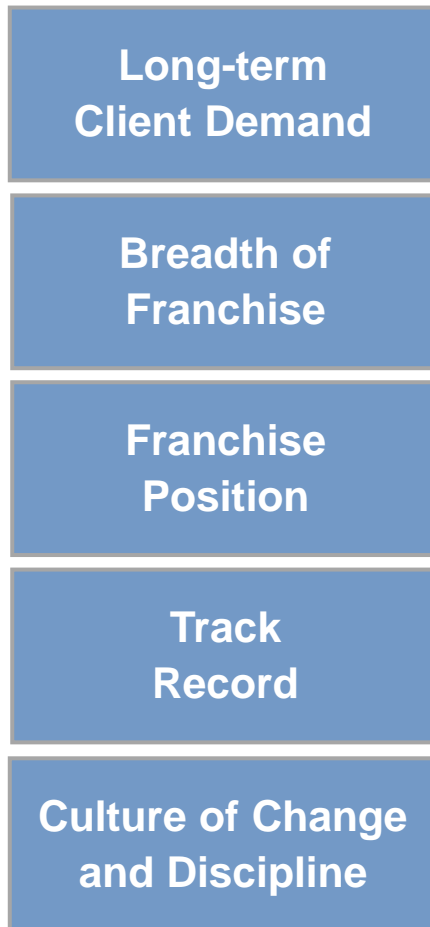 Long-term
Client Demand
Breadth of
Franchise
Franchise
Position
Track
Record
Culture of Change
and Discipline